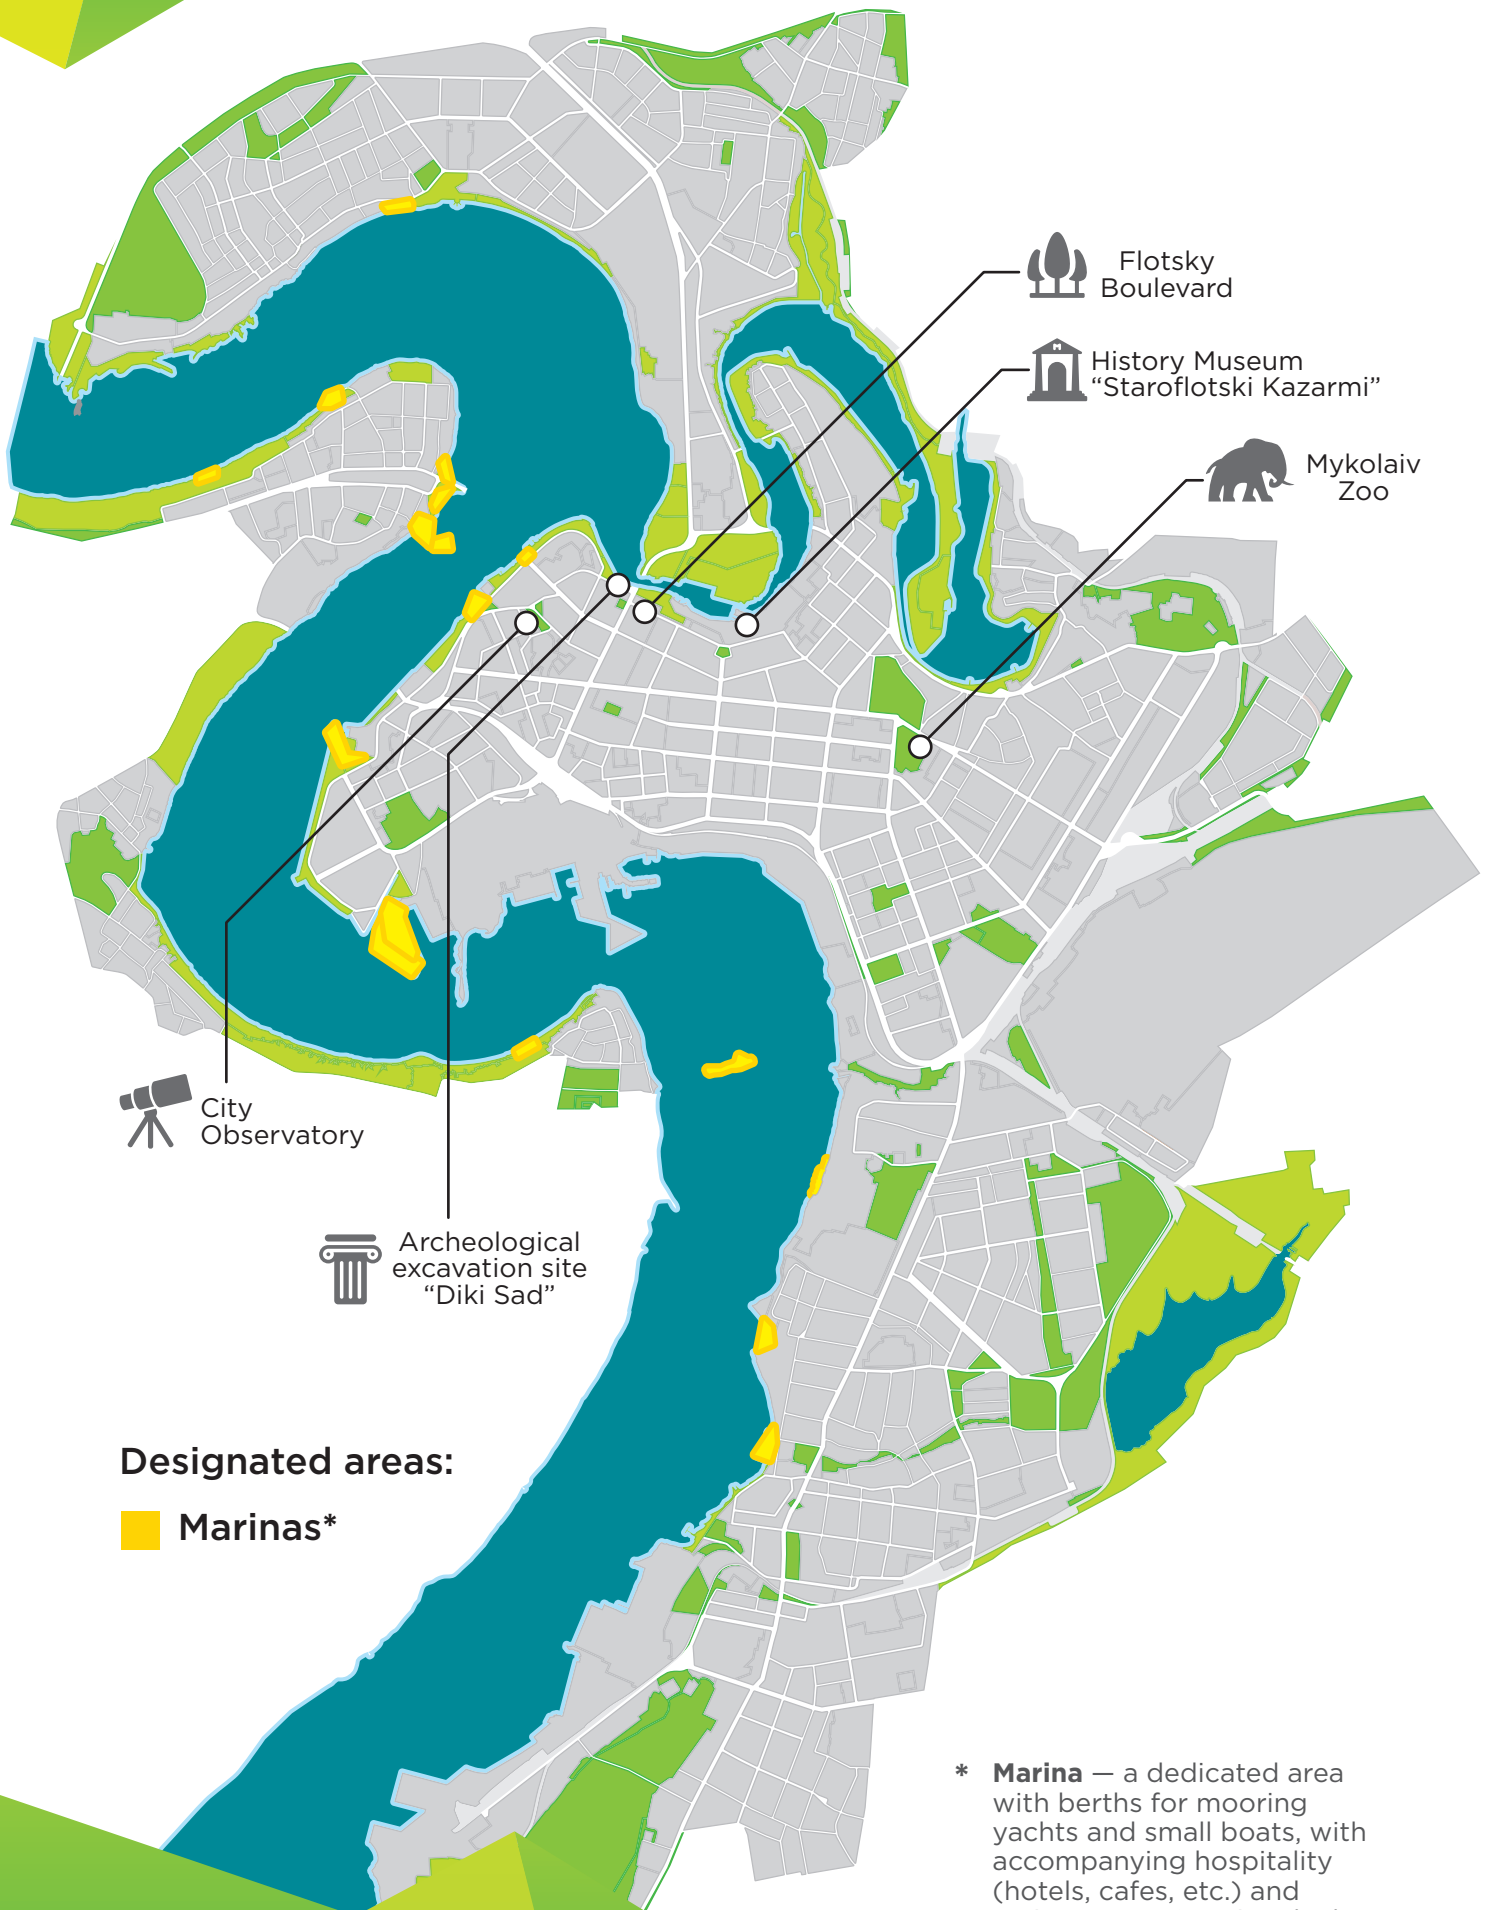 Flotsky
Boulevard
History Museum
“Staroflotski Kazarmi”
Mykolaiv
Zoo
City
Observatory
Archeological
excavation site
“Diki Sad”
Designated areas:
Marinas*
* Marina — a dedicated area
with berths for mooring
yachts and small boats, with
accompanying hospitality
(hotels, cafes, etc.) and